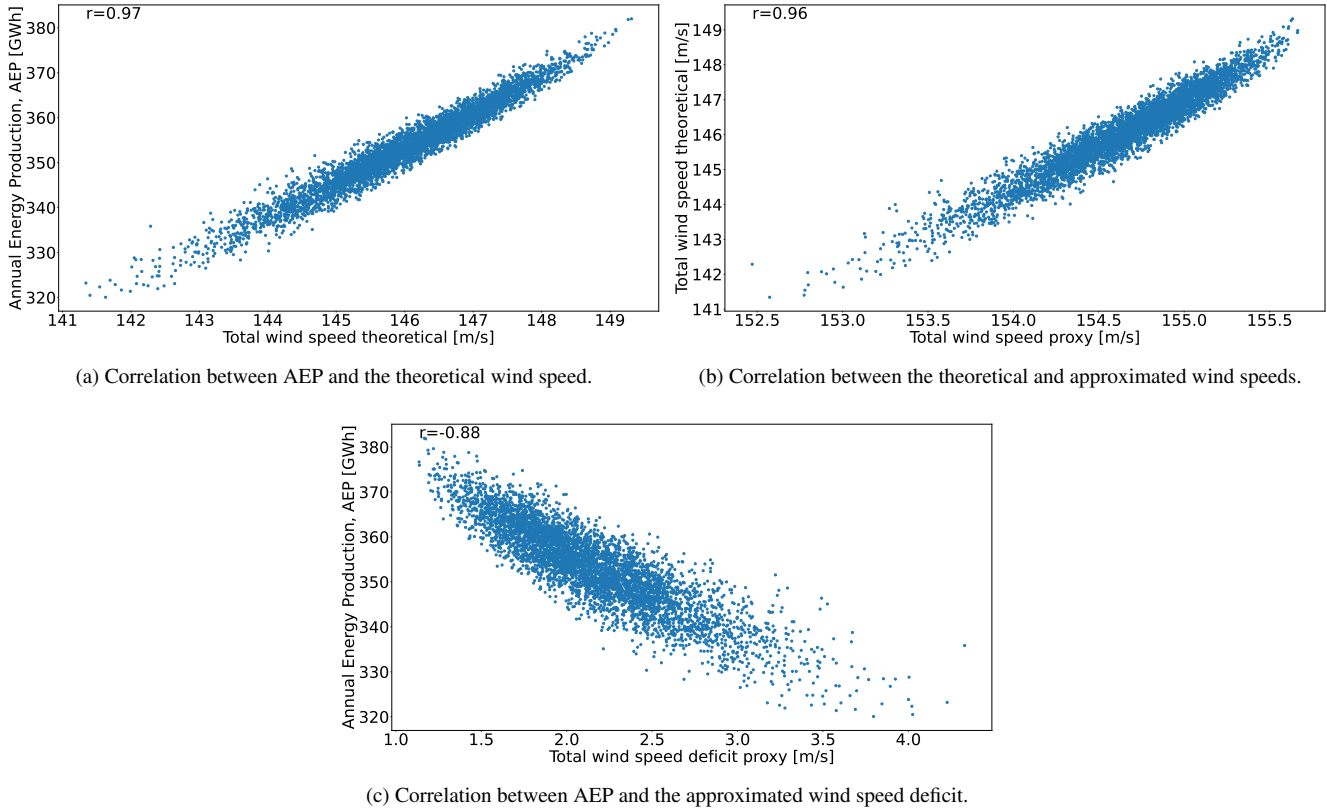 r=0.97
Annual Energy Production, AEP [GWh]
380
370
360
350
340
330
320
141 142 143 144 145 146 147 148 149
Total wind speed theoretical [m/s]
(a) Correlation between AEP and the theoretical wind speed.
r=0.96
Total wind speed theoretical [m/s]
149
148
147
146
145
144
143
142
141
152.5 153.0 153.5 154.0 154.5 155.0 155.5
Total wind speed proxy [m/s]
(b) Correlation between the theoretical and approximated wind speeds.
r=-0.88
Annual Energy Production, AEP [GWh]
380
370
360
350
340
330
320
1.0 1.5 2.0 2.5 3.0 3.5 4.0
Total wind speed deficit proxy [m/s]
(c) Correlation between AEP and the approximated wind speed deficit.